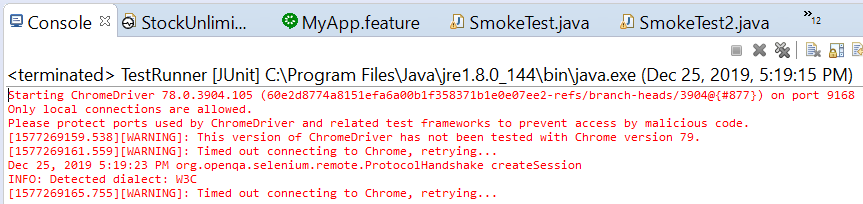 Console StockUnlimi... MyApp.feature SmokeTest.java SmokeTest2.java »12
<terminated> TestRunner [JUnit] C:\Program Files\Java\jre1.8.0_144\bin\java.exe (Dec 25, 2019, 5:19:15 PM)
Starting ChromeDriver 78.0.3904.105 (60e2d8774a8151efa6a00b1f358371b1e0e07ee2-refs/branch-heads/3904@{#877}) on port 9168
Only local connections are allowed.
Please protect ports used by ChromeDriver and related test frameworks to prevent access by malicious code.
[1577269159.538][WARNING]: This version of ChromeDriver has not been tested with Chrome version 79.
[1577269161.559][WARNING]: Timed out connecting to Chrome, retrying...
Dec 25, 2019 5:19:23 PM org.openqa.selenium.remote.ProtocolHandshake createSession
INFO: Detected dialect: W3C
[1577269165.755][WARNING]: Timed out connecting to Chrome, retrying...